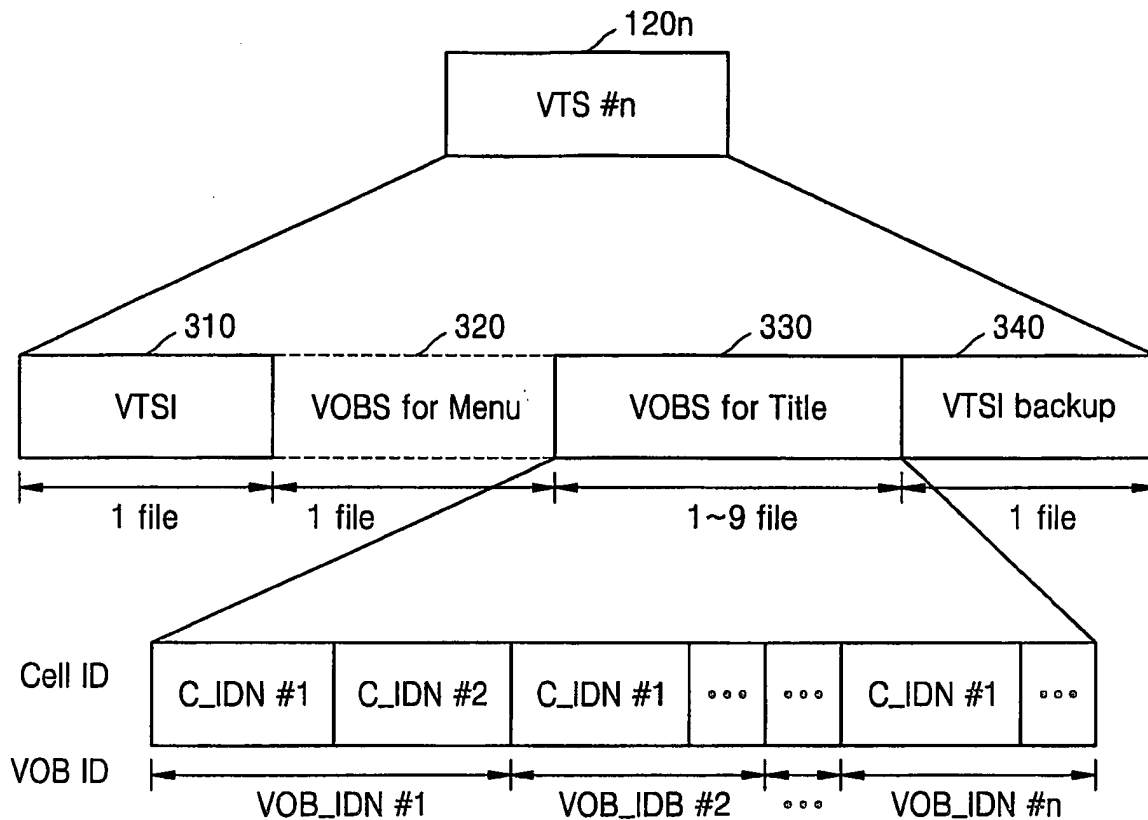 120n
VTS #n
310
320
330
340
VTSI
VOBS for Menu
VOBS for Title
VTSI backup
1 file
1 file
1~9 file
1 file
Cell ID
C_IDN #1
C_IDN #2
C_IDN #1
•••
•••
C_IDN #1
•••
VOB ID
VOB_IDN #1
VOB_IDB #2
•••
VOB_IDN #n